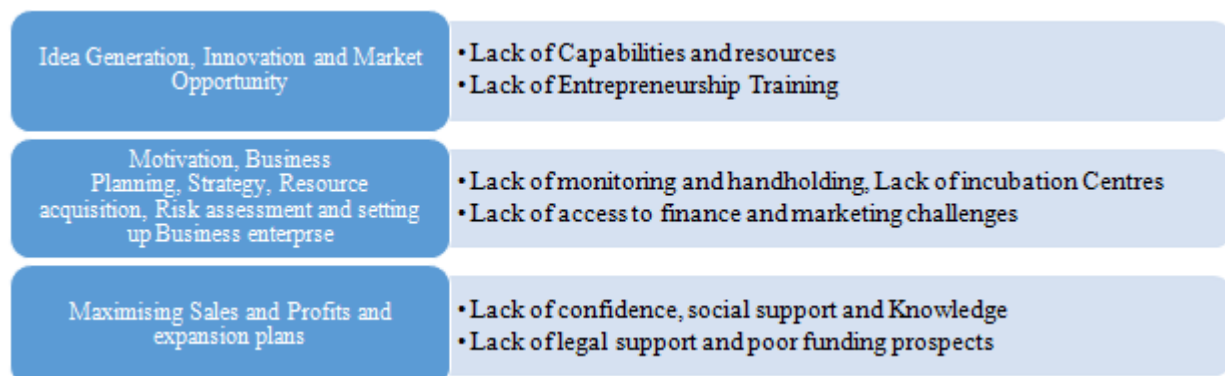 Idea Generation, Innovation and Market
Opportunity
• Lack of Capabilities and resources
• Lack of Entrepreneurship Training
Motivation, Business
Planning, Strategy, Resource
acquisition, Risk assessment and setting
up Business enterprse
• Lack of monitoring and handholding, Lack of incubation Centres
• Lack of access to finance and marketing challenges
Maximising Sales and Profits and
expansion plans
• Lack of confidence, social support and Knowledge
• Lack of legal support and poor funding prospects